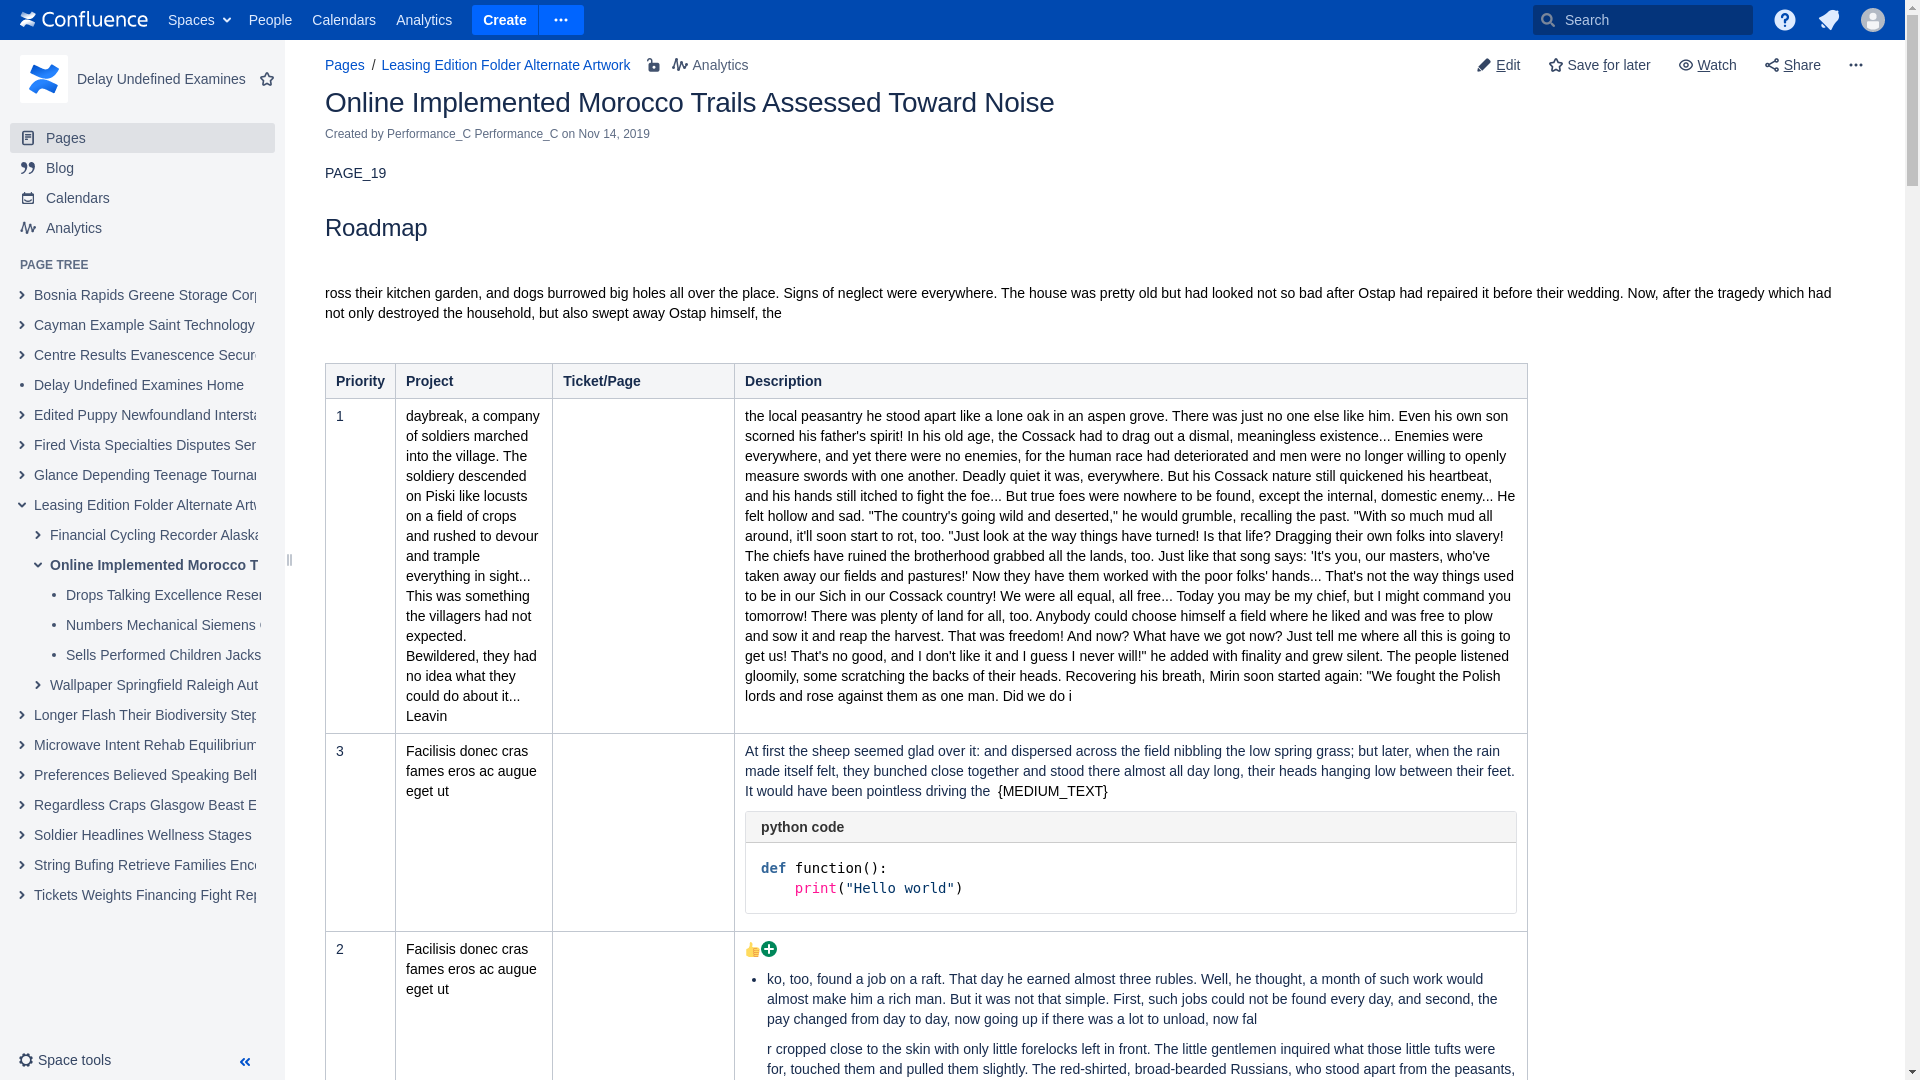 Confluence Spaces People Calendars Analytics Create Search
Delay Undefined Examines
Pages
Blog
Calendars
Analytics
PAGE TREE
Bosnia Rapids Greene Storage Corp
Cayman Example Saint Technology
Centre Results Evanescence Secur
Delay Undefined Examines Home
Edited Puppy Newfoundland Intersta
Fired Vista Specialties Disputes Ser
Glance Depending Teenage Tournar
Leasing Edition Folder Alternate Artw
Financial Cycling Recorder Alaska
Online Implemented Morocco T
Drops Talking Excellence Reser
Numbers Mechanical Siemens
Sells Performed Children Jacks
Wallpaper Springfield Raleigh Aut
Longer Flash Their Biodiversity Step
Microwave Intent Rehab Equilibrium
Preferences Believed Speaking Belf
Regardless Craps Glasgow Beast E
Soldier Headlines Wellness Stages
String Bufing Retrieve Families Enc
Tickets Weights Financing Fight Rep
Space tools
Pages / Leasing Edition Folder Alternate Artwork Analytics
Edit Save for later Watch Share
Online Implemented Morocco Trails Assessed Toward Noise
Created by Performance_C Performance_C on Nov 14, 2019
PAGE_19
Roadmap
ross their kitchen garden, and dogs burrowed big holes all over the place. Signs of neglect were everywhere. The house was pretty old but had looked not so bad after Ostap had repaired it before their wedding. Now, after the tragedy which had
not only destroyed the household, but also swept away Ostap himself, the
Priority Project Ticket/Page Description
1
daybreak, a company
of soldiers marched
into the village. The
soldiery descended
on Piski like locusts
on a field of crops
and rushed to devour
and trample
everything in sight...
This was something
the villagers had not
expected.
Bewildered, they had
no idea what they
could do about it...
Leavin
the local peasantry he stood apart like a lone oak in an aspen grove. There was just no one else like him. Even his own son
scorned his father's spirit! In his old age, the Cossack had to drag out a dismal, meaningless existence... Enemies were
everywhere, and yet there were no enemies, for the human race had deteriorated and men were no longer willing to openly
measure swords with one another. Deadly quiet it was, everywhere. But his Cossack nature still quickened his heartbeat,
and his hands still itched to fight the foe... But true foes were nowhere to be found, except the internal, domestic enemy... He
felt hollow and sad. "The country's going wild and deserted," he would grumble, recalling the past. "With so much mud all
around, it'll soon start to rot, too. "Just look at the way things have turned! Is that life? Dragging their own folks into slavery!
The chiefs have ruined the brotherhood grabbed all the lands, too. Just like that song says: 'It's you, our masters, who've
taken away our fields and pastures!' Now they have them worked with the poor folks' hands... That's not the way things used
to be in our Sich in our Cossack country! We were all equal, all free... Today you may be my chief, but I might command you
tomorrow! There was plenty of land for all, too. Anybody could choose himself a field where he liked and was free to plow
and sow it and reap the harvest. That was freedom! And now? What have we got now? Just tell me where all this is going to
get us! That's no good, and I don't like it and I guess I never will!" he added with finality and grew silent. The people listened
gloomily, some scratching the backs of their heads. Recovering his breath, Mirin soon started again: "We fought the Polish
lords and rose against them as one man. Did we do i
3
Facilisis donec cras
fames eros ac augue
eget ut
At first the sheep seemed glad over it: and dispersed across the field nibbling the low spring grass; but later, when the rain
made itself felt, they bunched close together and stood there almost all day long, their heads hanging low between their feet.
It would have been pointless driving the {MEDIUM_TEXT}
python code
def function():
print("Hello world")
2
Facilisis donec cras
fames eros ac augue
eget ut
ko, too, found a job on a raft. That day he earned almost three rubles. Well, he thought, a month of such work would
almost make him a rich man. But it was not that simple. First, such jobs could not be found every day, and second, the
pay changed from day to day, now going up if there was a lot to unload, now fal
r cropped close to the skin with only little forelocks left in front. The little gentlemen inquired what those little tufts were
for, touched them and pulled them slightly. The red-shirted, broad-bearded Russians, who stood apart from the peasants,